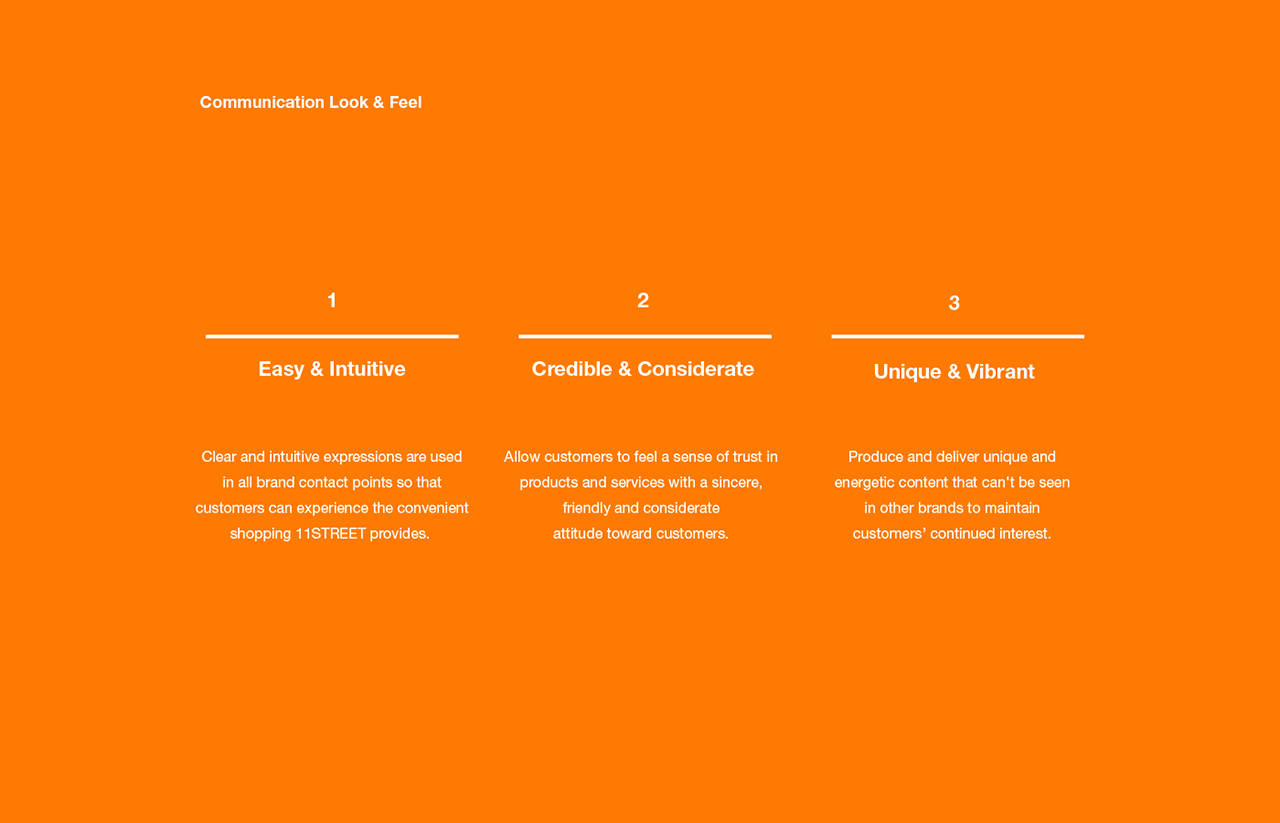 Communication Look & Feel
1
Easy & Intuitive
Clear and intuitive expressions are used
in all brand contact points so that
customers can experience the convenient
shopping 11STREET provides.
2
Credible & Considerate
Allow customers to feel a sense of trust in
products and services with a sincere,
friendly and considerate
attitude toward customers.
3
Unique & Vibrant
Produce and deliver unique and
energetic content that can’t be seen
in other brands to maintain
customers’ continued interest.